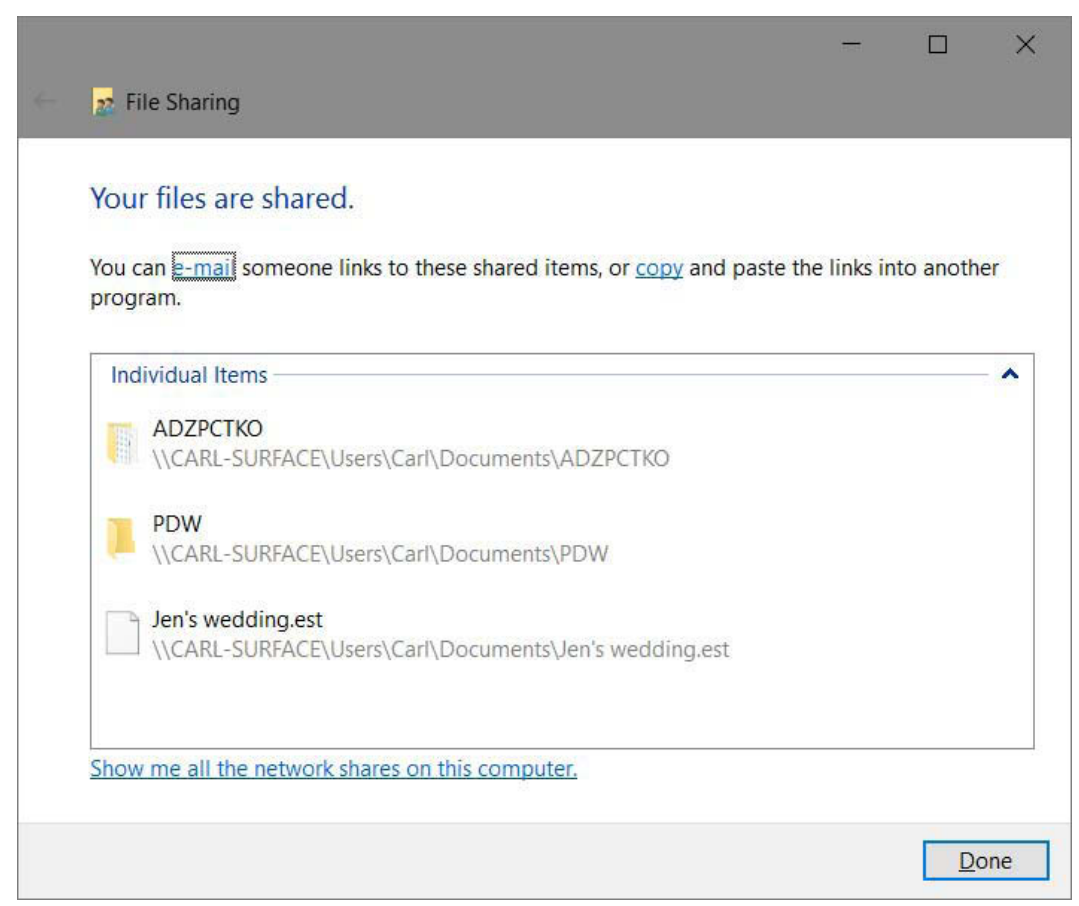 File Sharing
Your files are shared.
You can e-mail someone links to these shared items, or copy and paste the links into another
program.
Individual Items
ADZPCTKO
\\CARL-SURFACE\Users\Carl\Documents\ADZPCTKO
PDW
\\CARL-SURFACE\Users\Carl\Documents\PDW
Jen's wedding.est
\\CARL-SURFACE\Users\Carl\Documents\Jen's wedding.est
Show me all the network shares on this computer.
Done